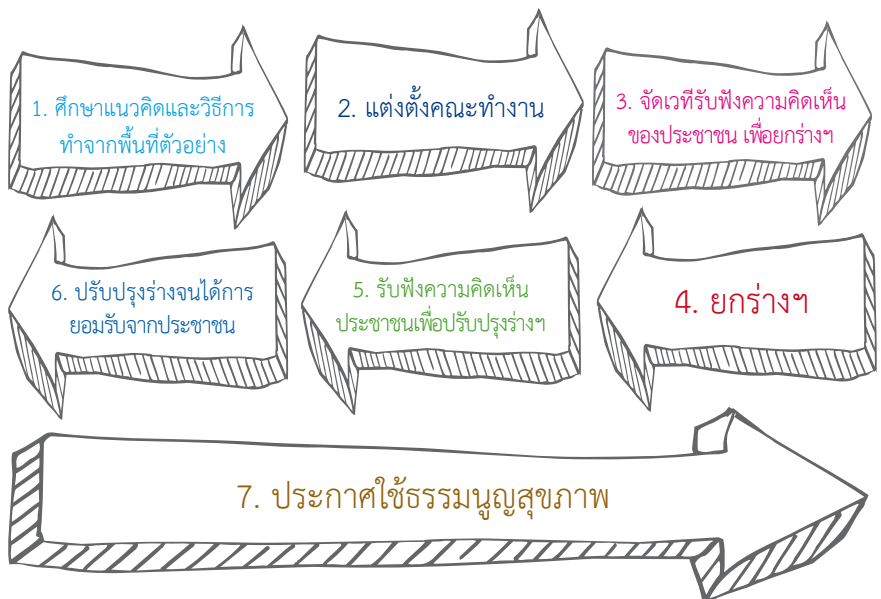 1. ศึกษาแนวคิดและวิธีการ
ทำจากพื้นที่ตัวอย่าง
2. แต่งตั้งคณะทำงาน
3. จัดเวทีรับฟังความคิดเห็น
ของประชาชน เพื่อยกร่างฯ
4. ยกร่างฯ
5. รับฟังความคิดเห็น
ประชาชนเพื่อปรับปรุงร่างฯ
6. ปรับปรุงร่างจนได้การ
ยอมรับจากประชาชน
7. ประกาศใช้ธรรมนูญสุขภาพ